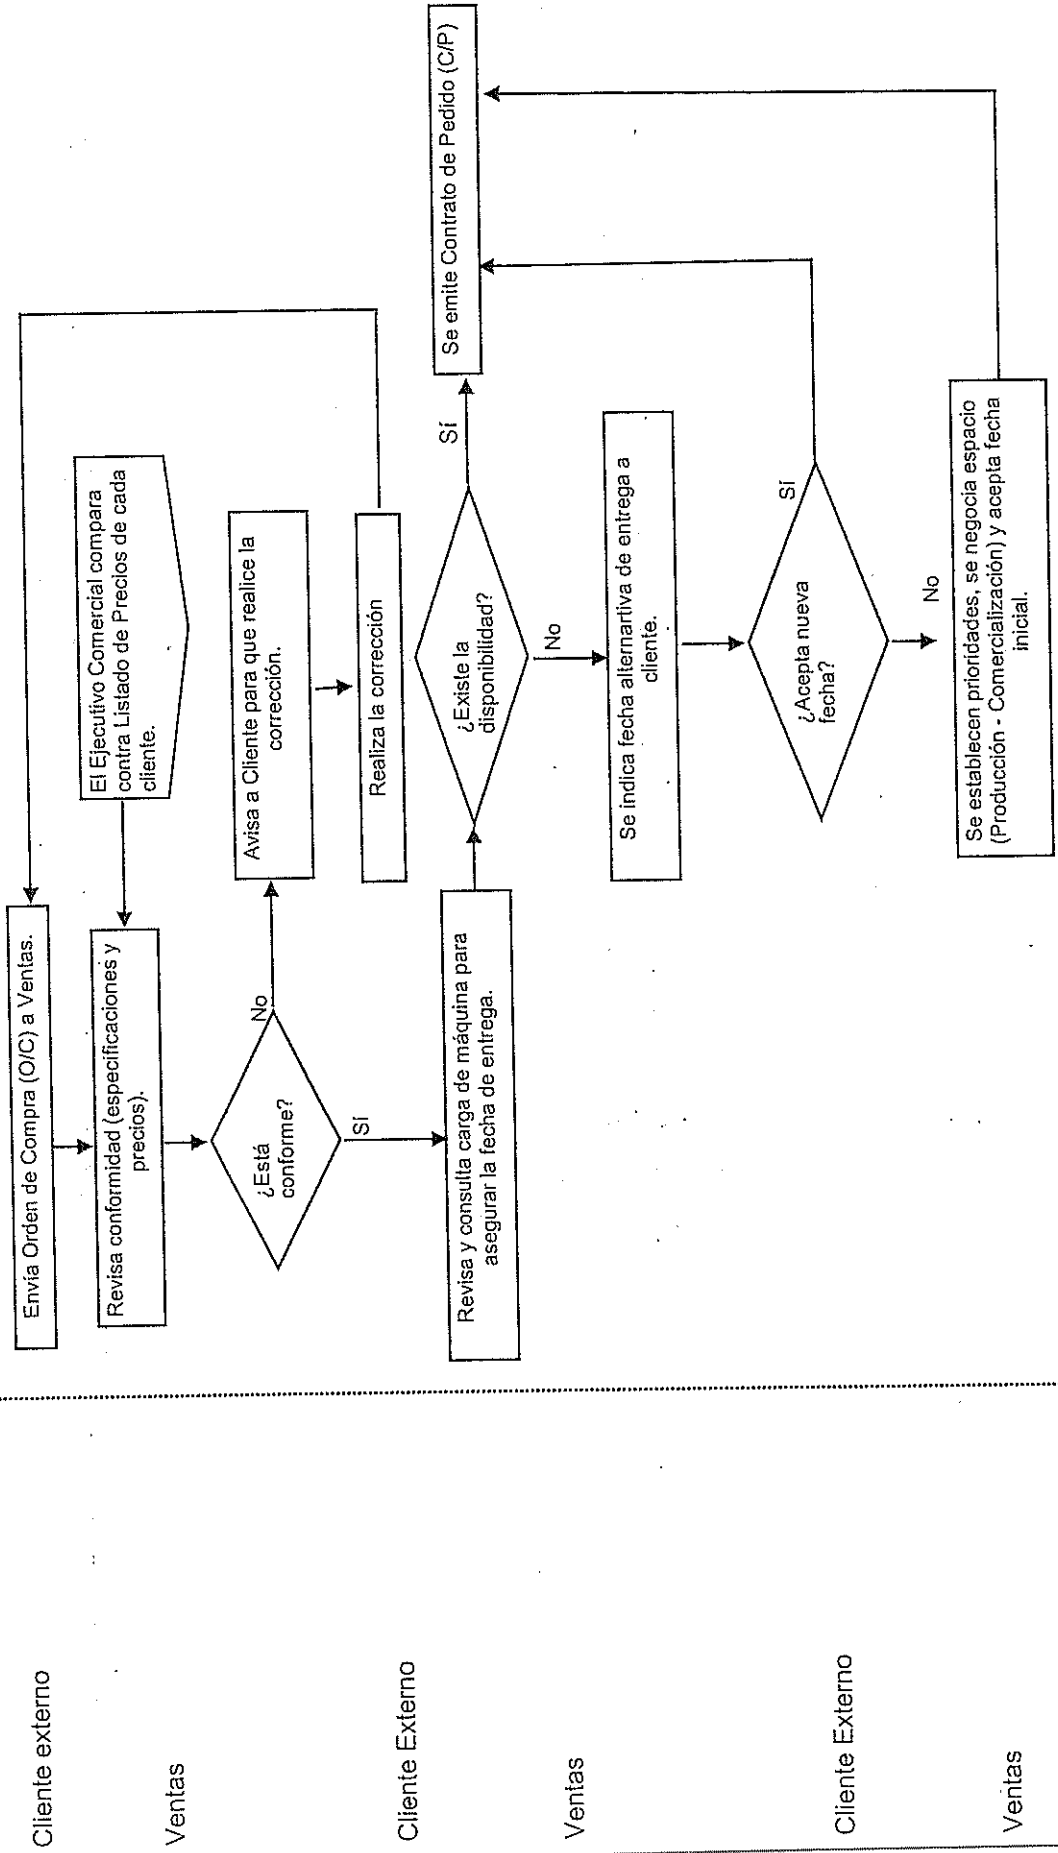 Cliente externo
Envía Orden de Compra (O/C) a Ventas.
Ventas
Revisa conformidad (especificaciones y
precios).
El Ejecutivo Comercial compara
contra Listado de Precios de cada
cliente.
¿Está
conforme?
No
Sí
Avisa a Cliente para que realice la
corrección.
Cliente Externo
Realiza la corrección
Ventas
Revisa y consulta carga de máquina para
asegurar la fecha de entrega.
¿Existe la
disponibilidad?
Sí
No
Se emite Contrato de Pedido (C/P)
Se indica fecha alternartiva de entrega a
cliente.
Cliente Externo
¿Acepta nueva
fecha?
Sí
No
Ventas
Se establecen prioridades, se negocia espacio
(Producción - Comercialización) y acepta fecha
inicial.